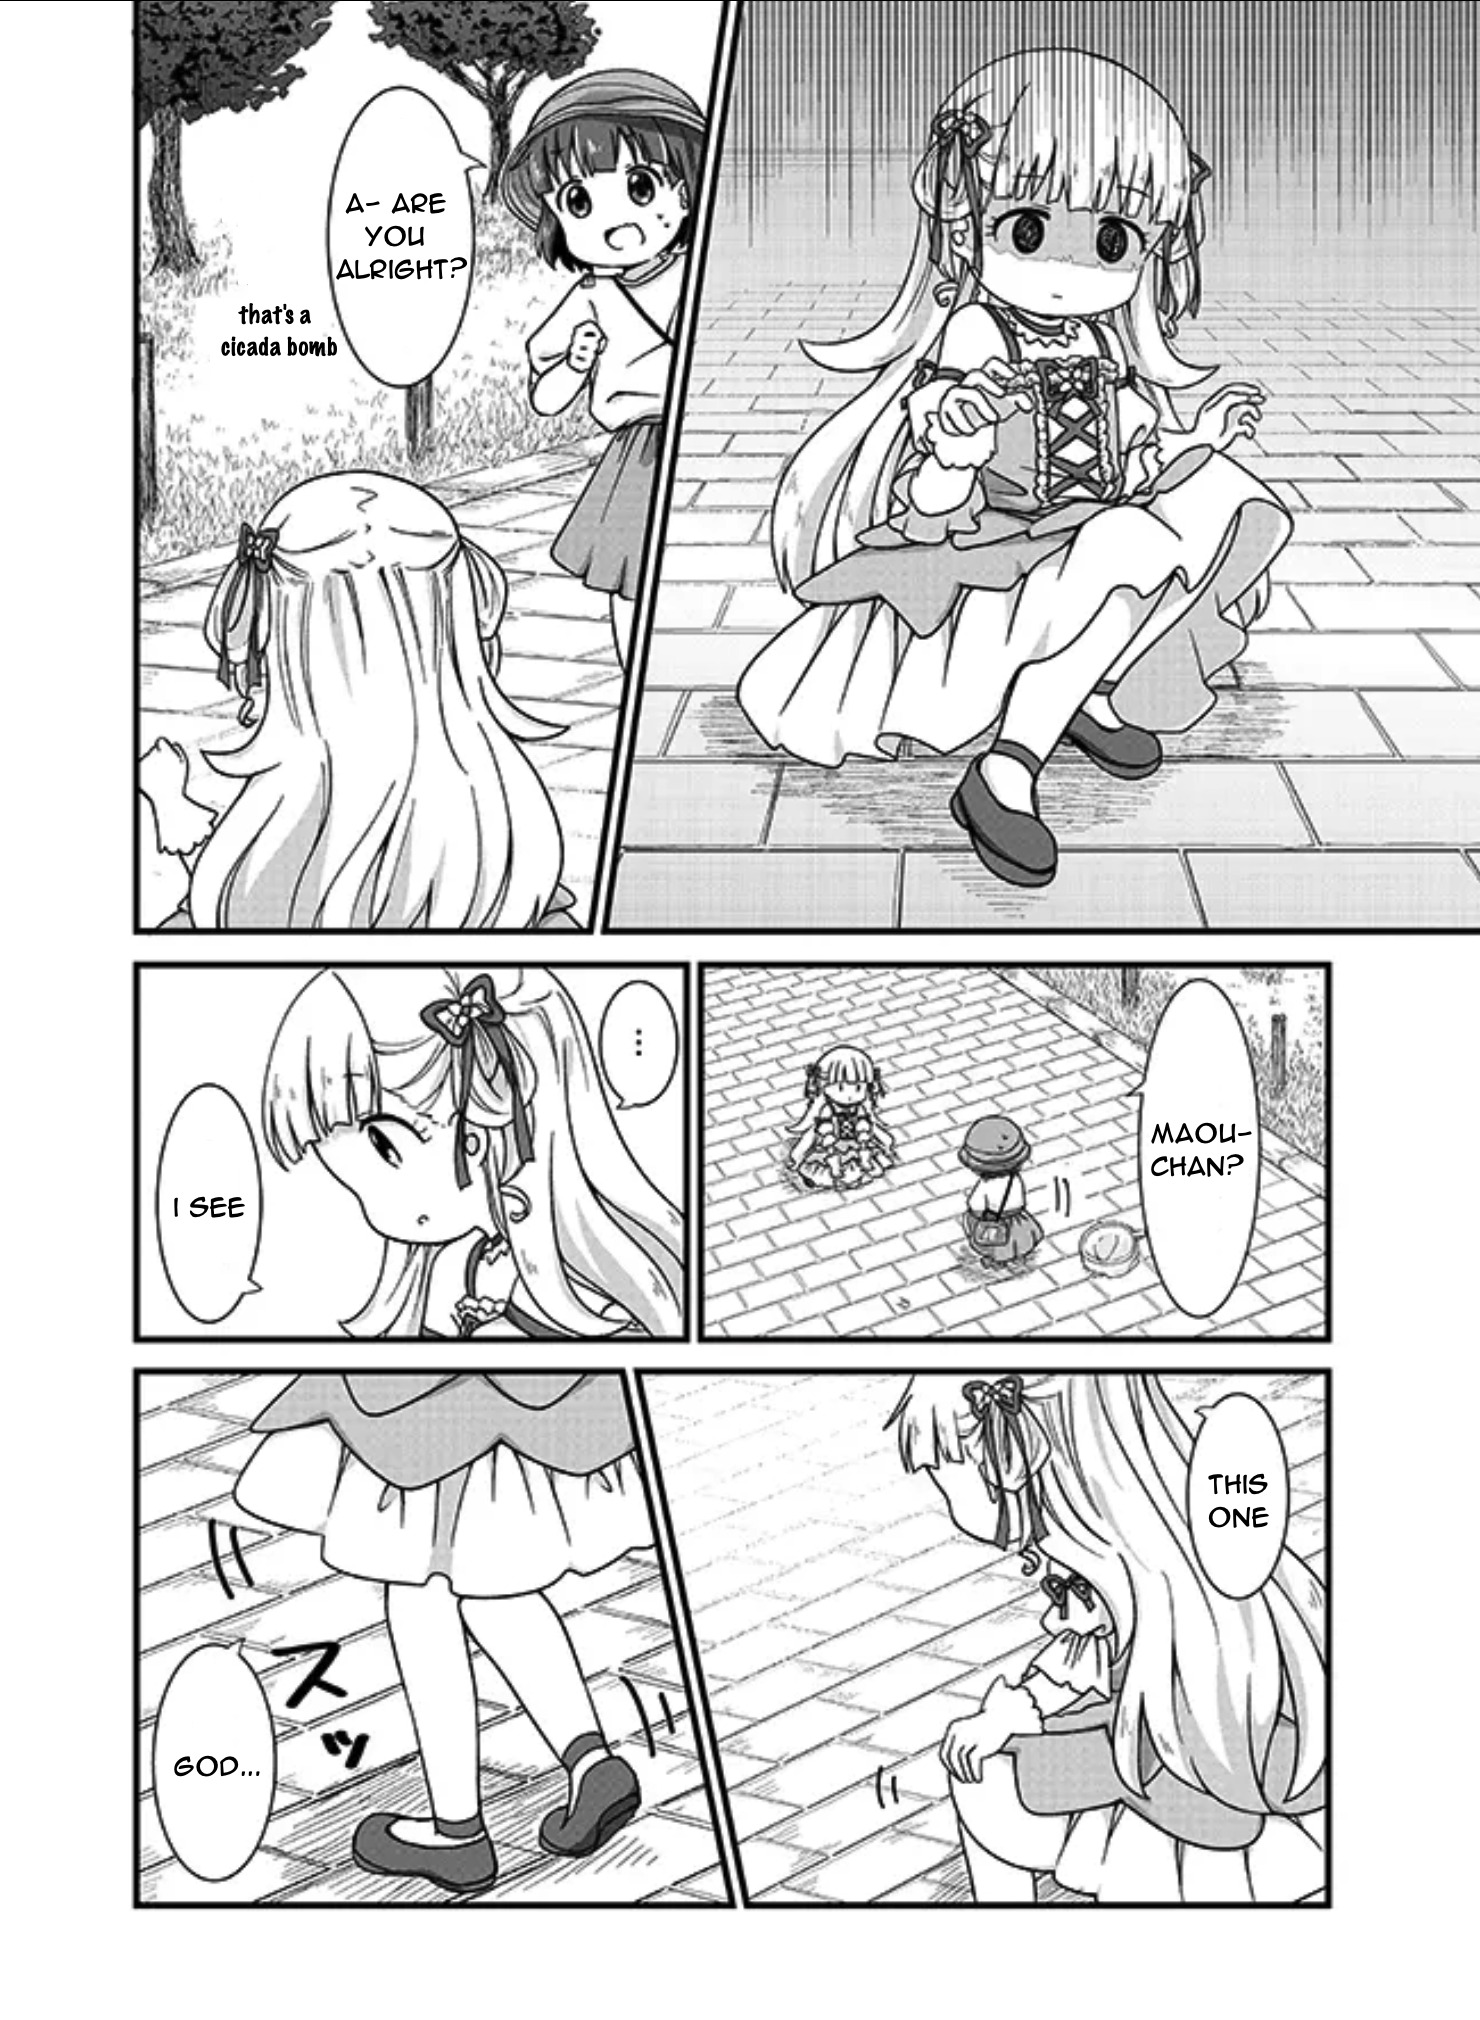 A- ARE
YOU
ALRIGHT?
that's a
cicada bomb
MAOU-
CHAN?
...
I SEE
THIS
ONE
GOD...
スッ